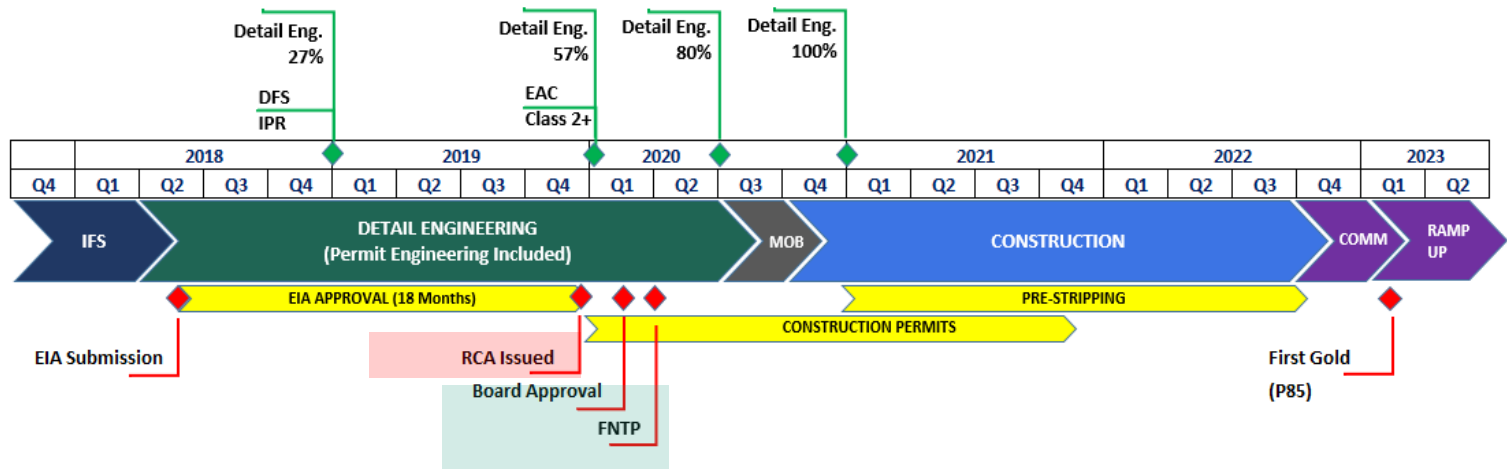 Detail Eng.
27%
DFS
IPR
Detail Eng.
57%
EAC
Class 2+
Detail Eng.
80%
Detail Eng.
100%
2018 2019 2020 2021 2022 2023
Q4 Q1 Q2 Q3 Q4 Q1 Q2 Q3 Q4 Q1 Q2 Q3 Q4 Q1 Q2 Q3 Q4 Q1 Q2 Q3 Q4 Q1 Q2
IFS
DETAIL ENGINEERING
(Permit Engineering Included)
MOB
CONSTRUCTION
COMM
RAMP
UP
EIA APPROVAL (18 Months)
PRE-STRIPPING
CONSTRUCTION PERMITS
EIA Submission
RCA Issued
Board Approval
FNTP
First Gold
(P85)